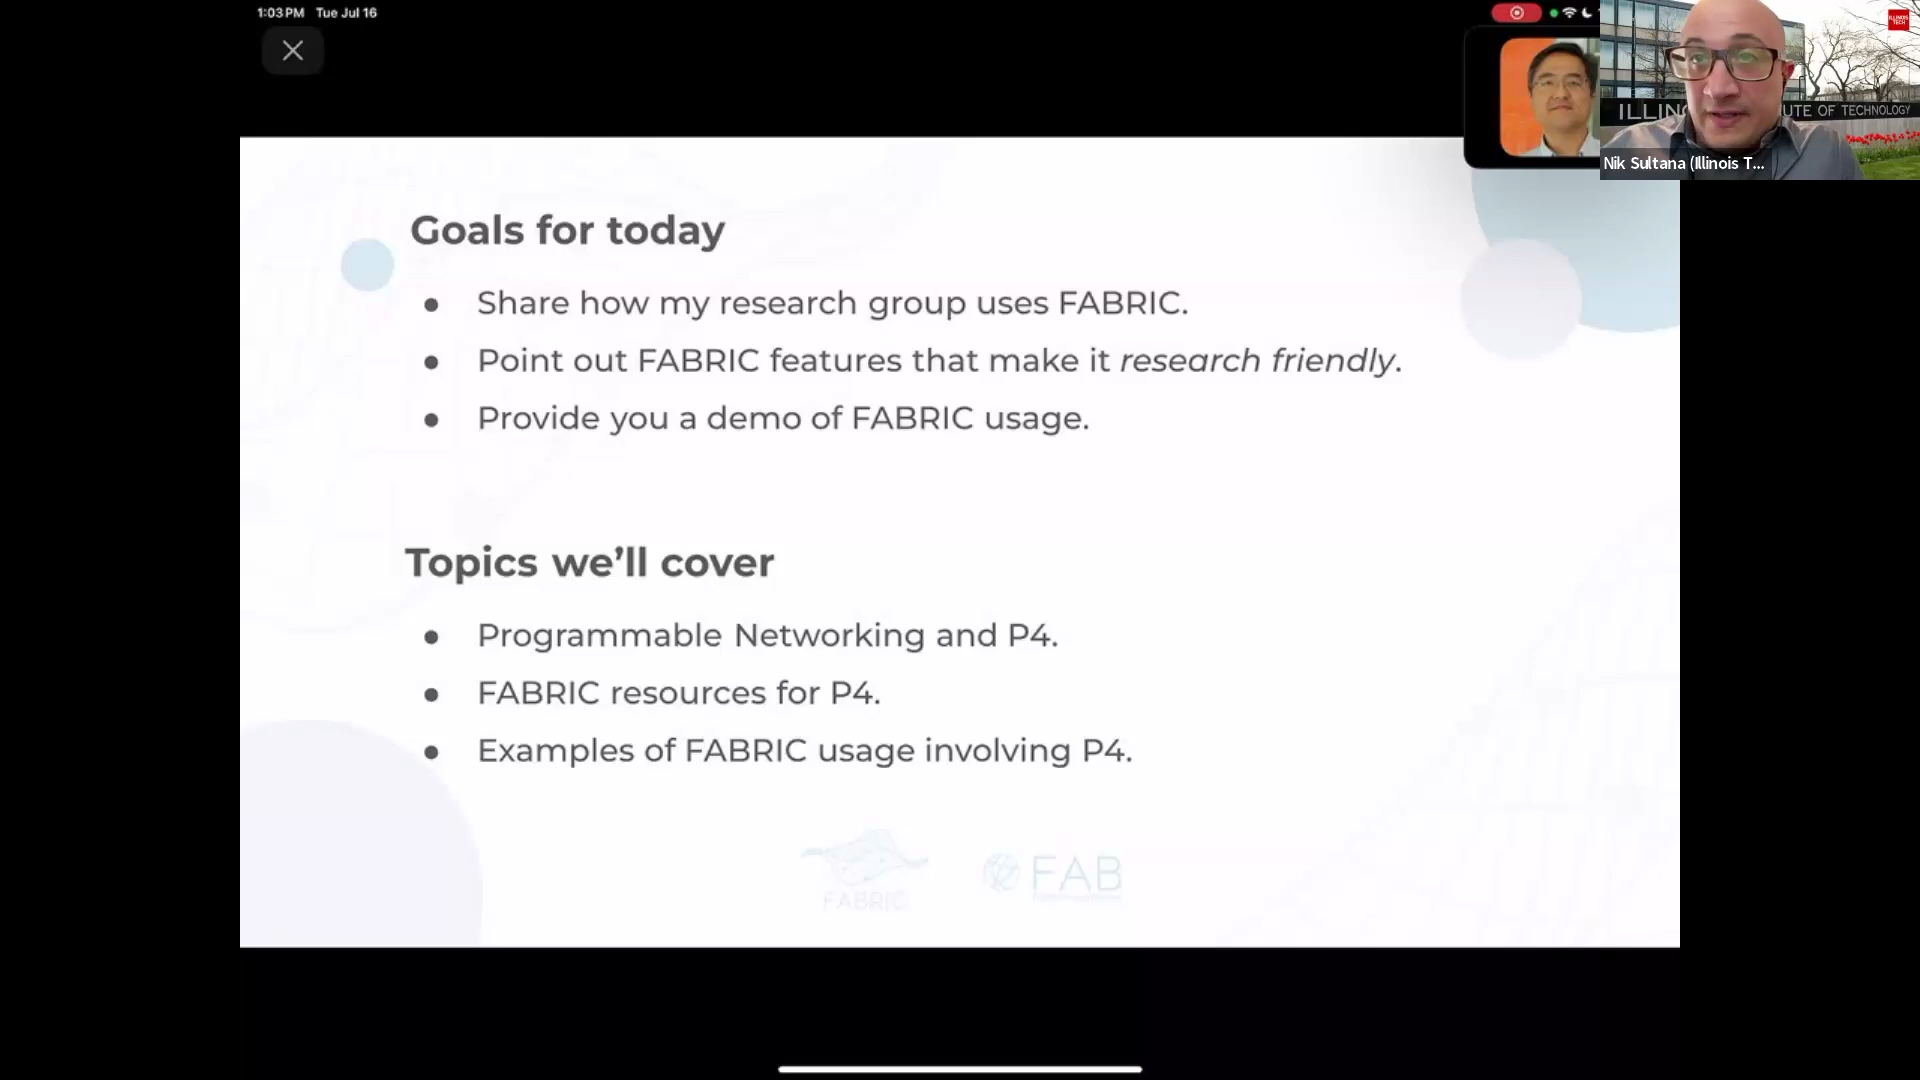 1:03 PM Tue Jul 16
ILLINOIS TECH
ILLIN UTE OF TECHNOLOGY
Nik Sultana (Illinois T...
Goals for today
● Share how my research group uses FABRIC.
● Point out FABRIC features that make it research friendly.
● Provide you a demo of FABRIC usage.
Topics we'll cover
● Programmable Networking and P4.
● FABRIC resources for P4.
● Examples of FABRIC usage involving P4.
FABRIC
FAB